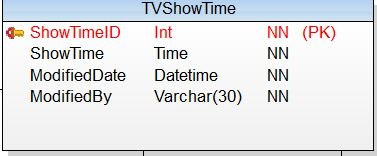 TVShowTime
ShowTimeID Int NN (PK)
ShowTime Time NN
ModifiedDate Datetime NN
ModifiedBy Varchar(30) NN